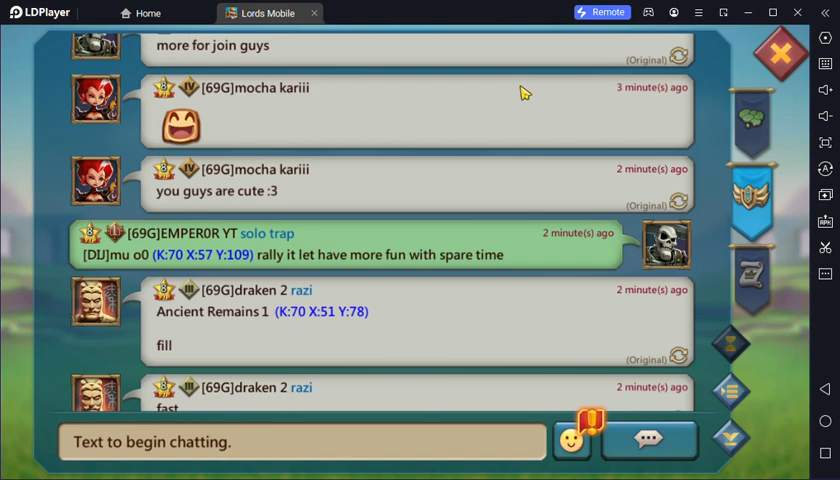 LDPlayer
Home
Lords Mobile
Remote
more for join guys
(Original)
[69G]mocha kariii
3 minute(s) ago
[69G]mocha kariii
2 minute(s) ago
you guys are cute :3
(Original)
[69G]EMPER0R YT solo trap
2 minute(s) ago
[DIJ]mu o0 (K:70 X:57 Y:109) rally it let have more fun with spare time
[69G]draken 2 razi
2 minute(s) ago
Ancient Remains 1 (K:70 X:51 Y:78)
fill
(Original)
[69G]draken 2 razi
2 minute(s) ago
fast
Text to begin chatting.